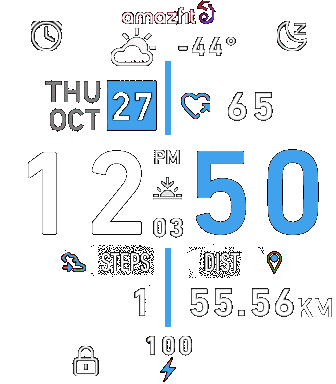 amazfit
-44°
THU 27
OCT
65
12 50
PM
03
STEPS DIST
1 55.56KM
100